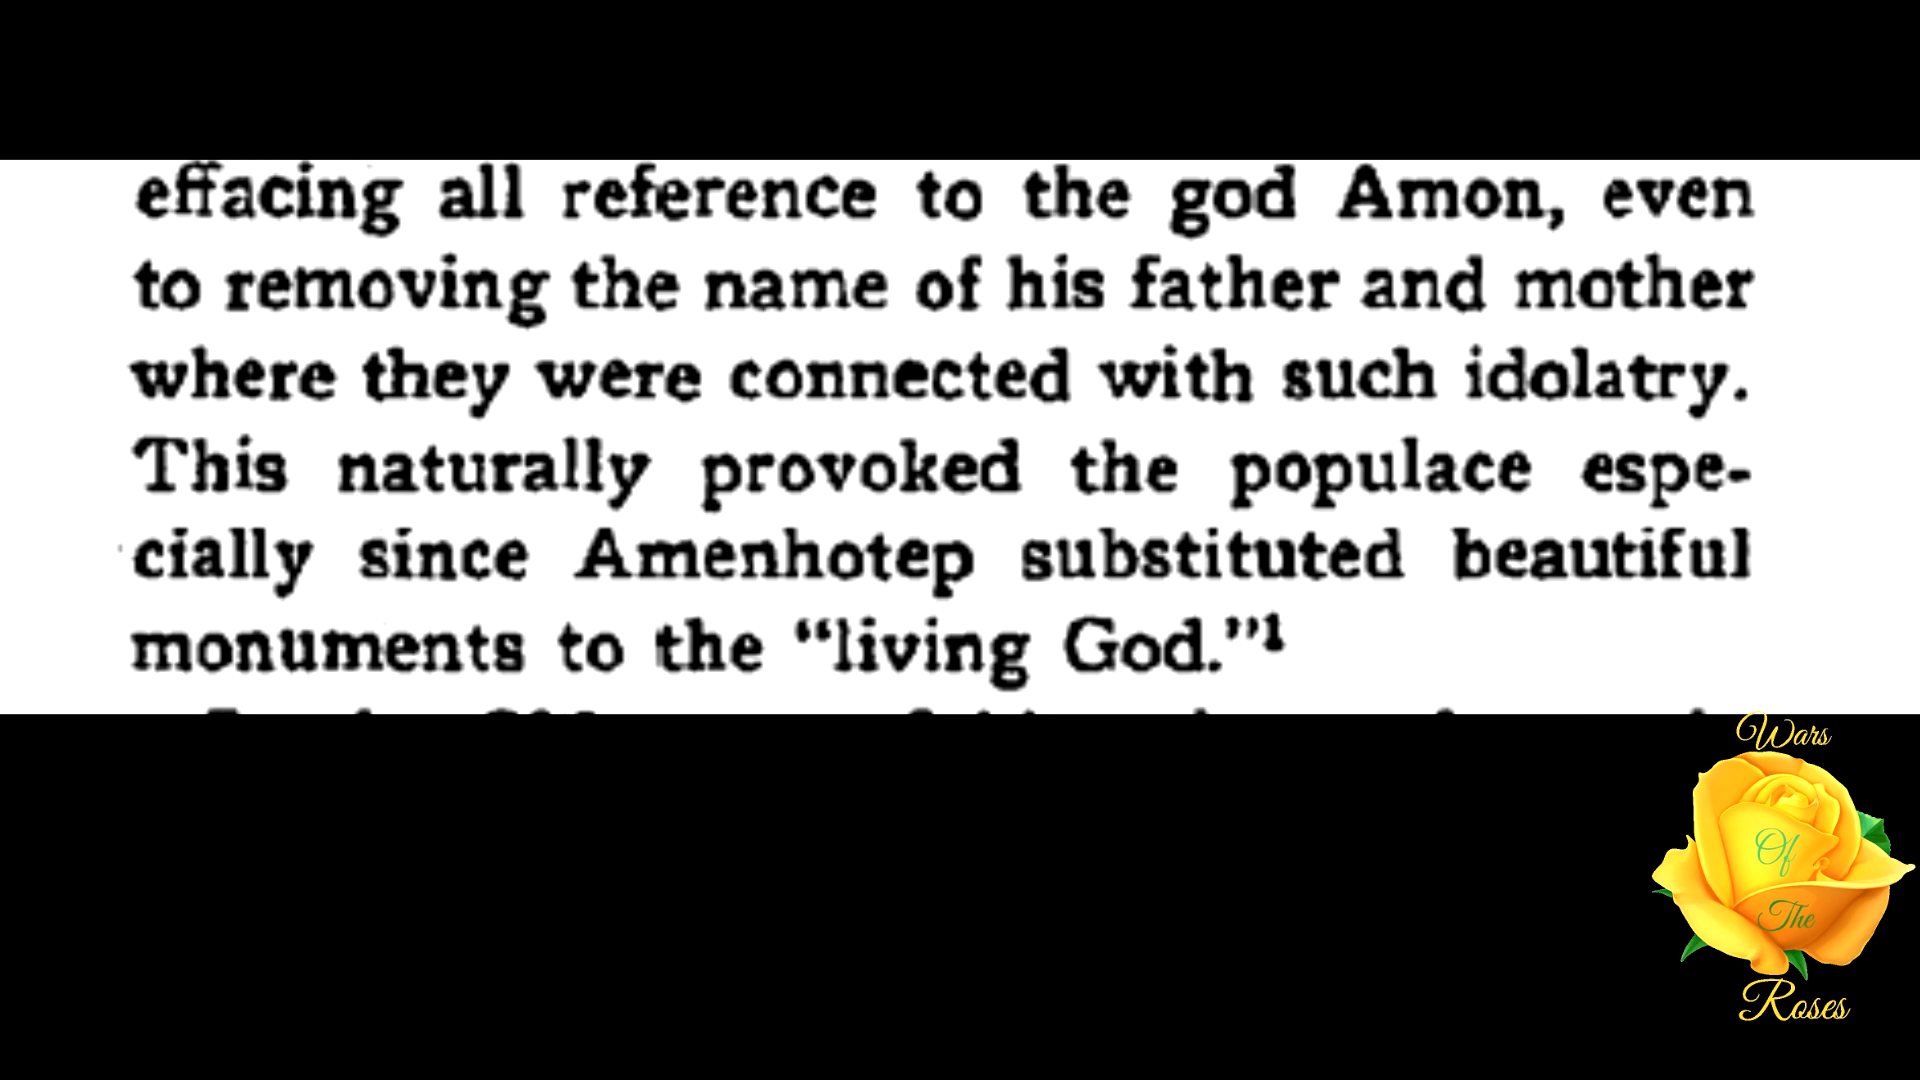 effacing all reference to the god Amon, even
to removing the name of his father and mother
where they were connected with such idolatry.
This naturally provoked the populace espe-
cially since Amenhotep substituted beautiful
monuments to the “living God.”¹
Wars
Of
The
Roses